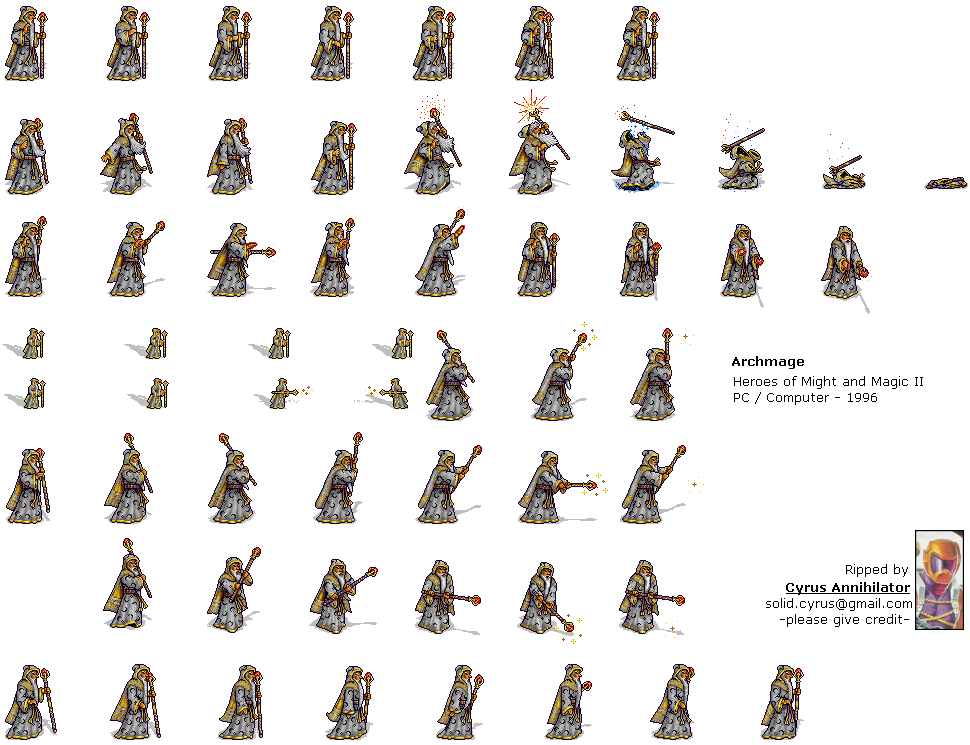 Archmage
Heroes of Might and Magic II
PC / Computer - 1996
Ripped by
Cyrus Annihilator
solid.cyrus@gmail.com
-please give credit-